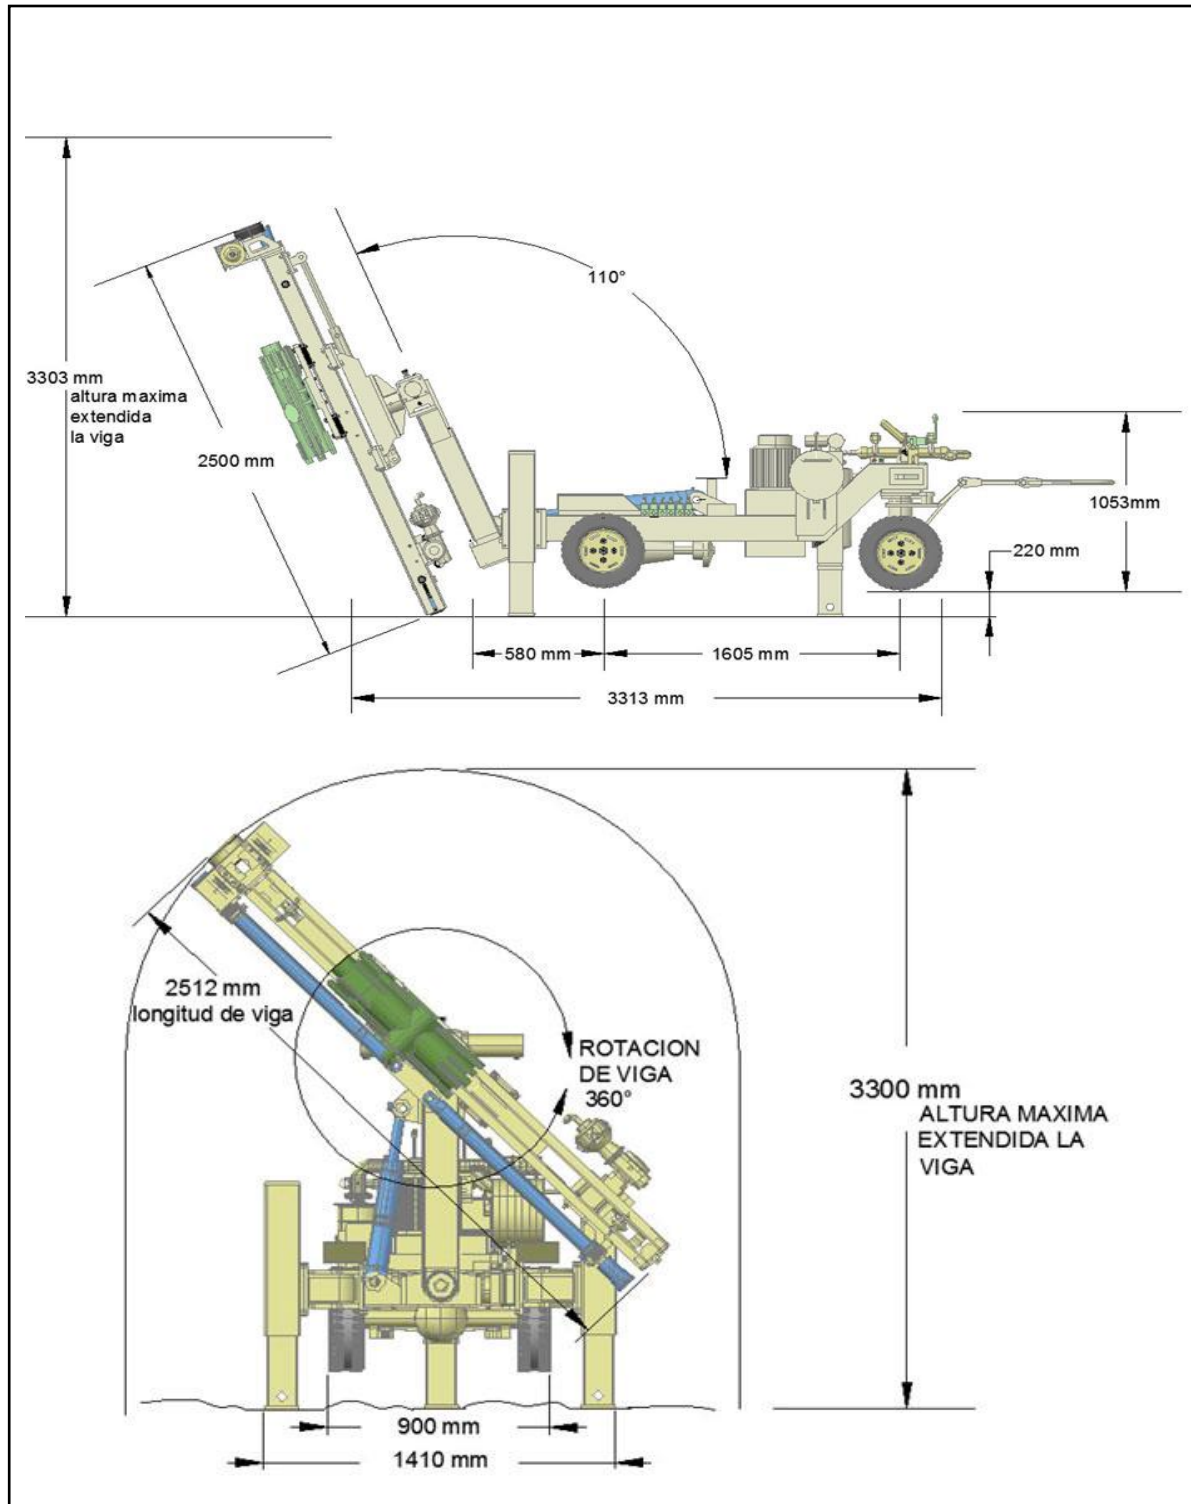 110°
3303 mm
altura maxima
extendida
la viga
2500 mm
1053mm
220 mm
580 mm
1605 mm
3313 mm
2512 mm
longitud de viga
ROTACION
DE VIGA
360°
3300 mm
ALTURA MAXIMA
EXTENDIDA LA
VIGA
900 mm
1410 mm